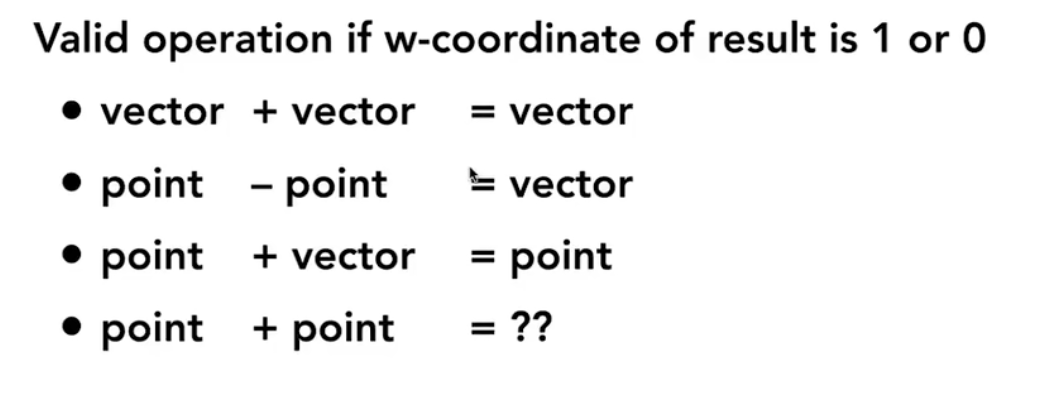 Valid operation if w-coordinate of result is 1 or 0
• vector + vector = vector
• point – point = vector
• point + vector = point
• point + point = ??